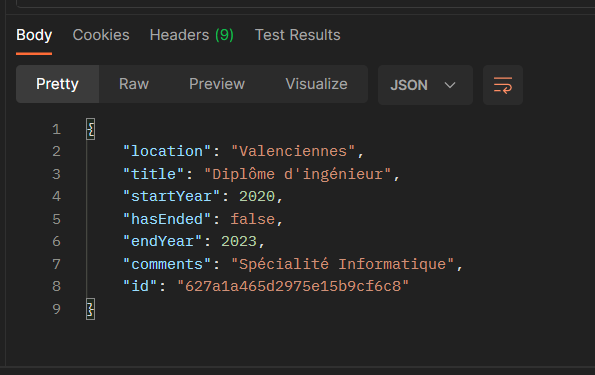 Body Cookies Headers (9) Test Results
Pretty Raw Preview Visualize JSON
1 {
2 "location": "Valenciennes",
3 "title": "Diplôme d'ingénieur",
4 "startYear": 2020,
5 "hasEnded": false,
6 "endYear": 2023,
7 "comments": "Spécialité Informatique",
8 "id": "627a1a465d2975e15b9cf6c8"
9 }